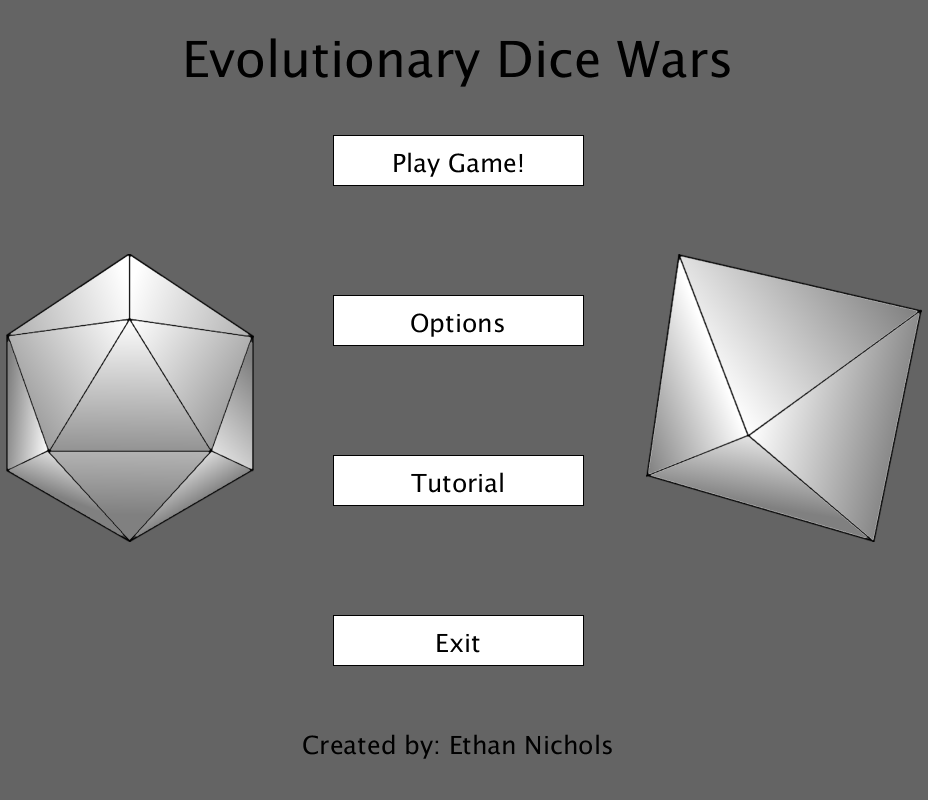 Evolutionary Dice Wars
Play Game!
Options
Tutorial
Exit
Created by: Ethan Nichols